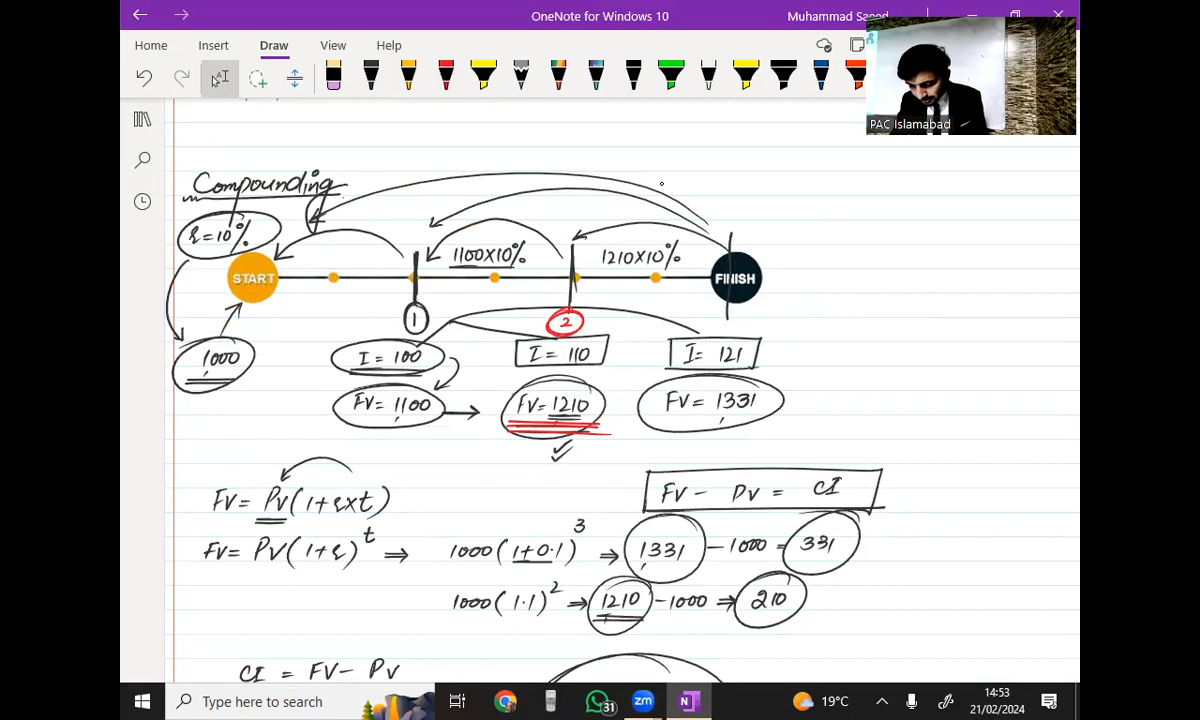 OneNote for Windows 10
Muhammad Saeed
Home Insert Draw View Help
PAC Islamabad
Compounding
r=10%
1100X10% 1210X10%
START FINISH
1 2
1000
I = 100 I = 110 I = 121
FV = 1100 FV = 1210 FV = 1331
FV = PV(1+rxt)
FV - PV = CI
FV = PV(1+r)^t ⇒ 1000(1+0.1)^3 ⇒ 1331 - 1000 = 331
1000(1.1)^2 ⇒ 1210 - 1000 ⇒ 210
CI = FV - PV
Type here to search
31
zm
N
19°C
14:53
21/02/2024